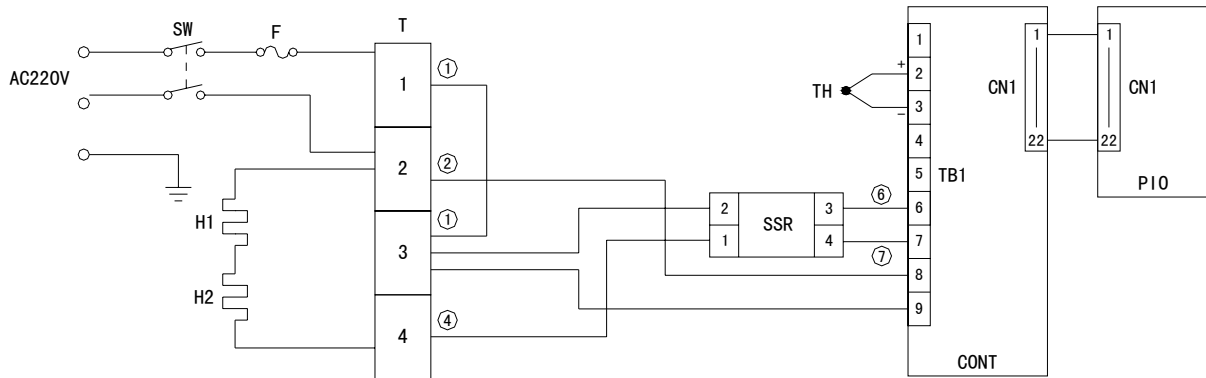 SW
F
T
AC220V
1
2
3
4
①
②
①
④
H1
H2
TH
+
−
2
1
SSR
3
4
⑥
⑦
1
2
3
4
5
6
7
8
9
TB1
CONT
CN1
1
22
1
22
CN1
PIO